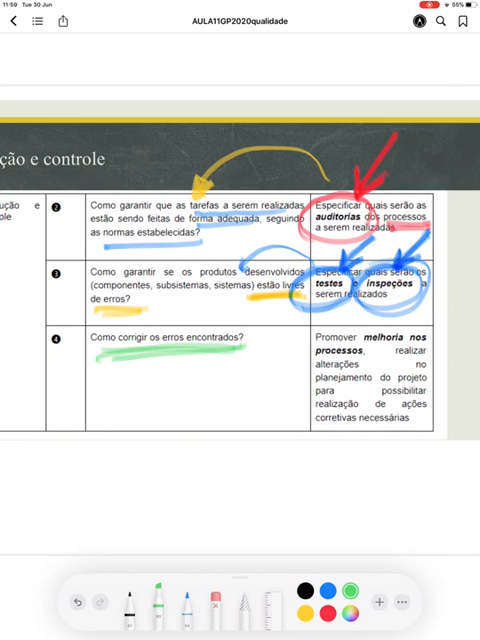 11:59 Tue 30 Jun
55%
AULA11GP2020qualidade
ção e controle
ução e
ole
2
Como garantir que as tarefas a serem realizadas
estão sendo feitas de forma adequada, seguindo
as normas estabelecidas?
Especificar quais serão as
auditorias dos processos
a serem realizadas
3
Como garantir se os produtos desenvolvidos
(componentes, subsistemas, sistemas) estão livres
de erros?
Especificar quais serão os
testes e inspeções a
serem realizados
4
Como corrigir os erros encontrados?
Promover melhoria nos
processos, realizar
alterações no
planejamento do projeto
para possibilitar
realização de ações
corretivas necessárias